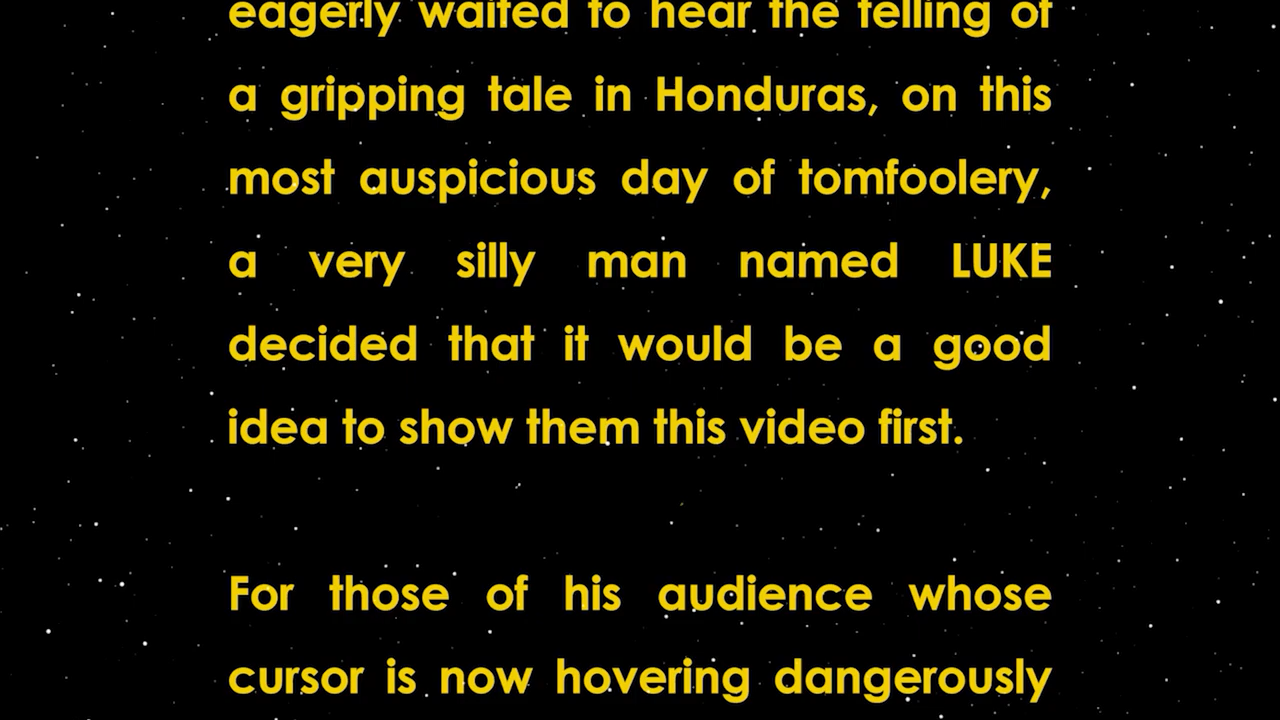 eagerly waited to hear the telling of
a gripping tale in Honduras, on this
most auspicious day of tomfoolery,
a very silly man named LUKE
decided that it would be a good
idea to show them this video first.
For those of his audience whose
cursor is now hovering dangerously